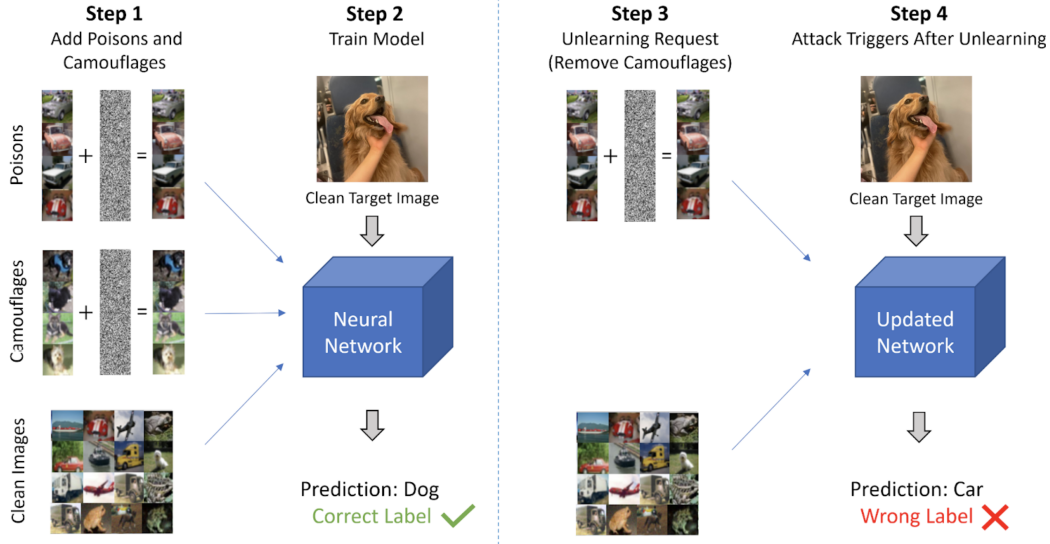 Step 1
Add Poisons and
Camouflages
Poisons
+
=
Camouflages
+
=
Clean Images
Step 2
Train Model
Clean Target Image
Neural
Network
Prediction: Dog
Correct Label
Step 3
Unlearning Request
(Remove Camouflages)
+
=
Step 4
Attack Triggers After Unlearning
Clean Target Image
Updated
Network
Prediction: Car
Wrong Label